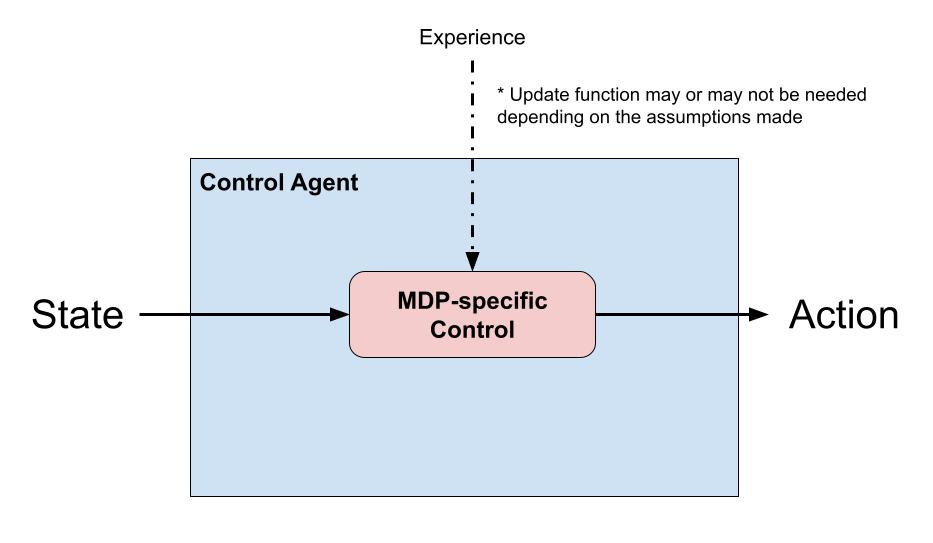 Experience
* Update function may or may not be needed
depending on the assumptions made
Control Agent
State
MDP-specific
Control
Action